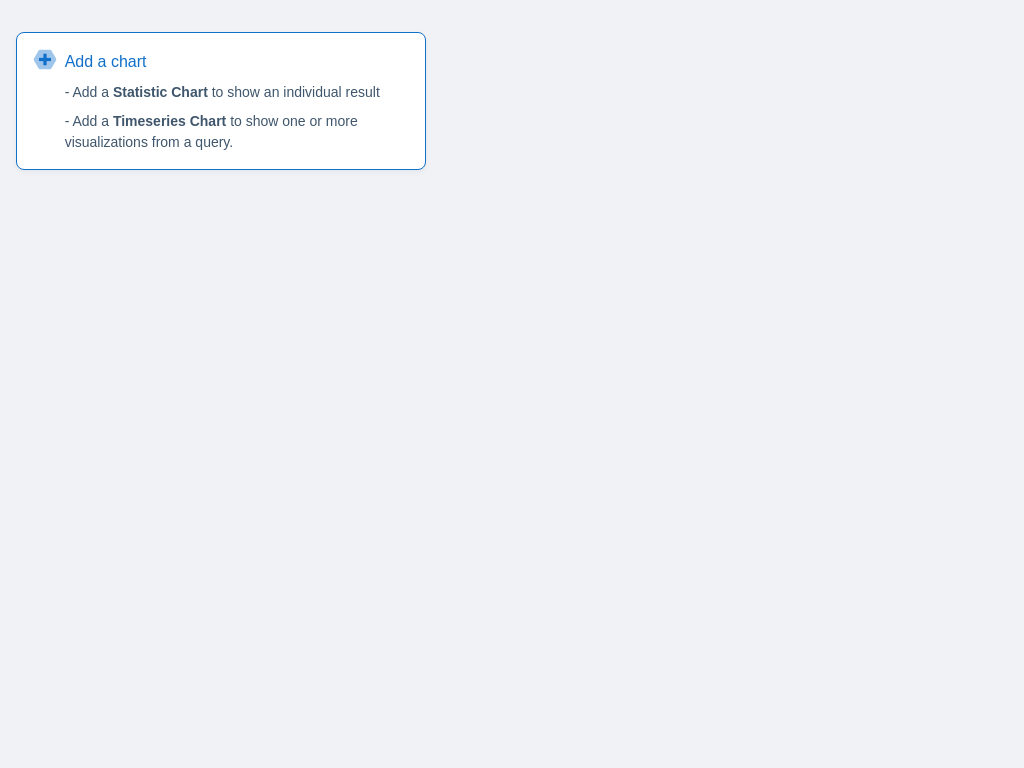 Add a chart
- Add a Statistic Chart to show an individual result
- Add a Timeseries Chart to show one or more
visualizations from a query.